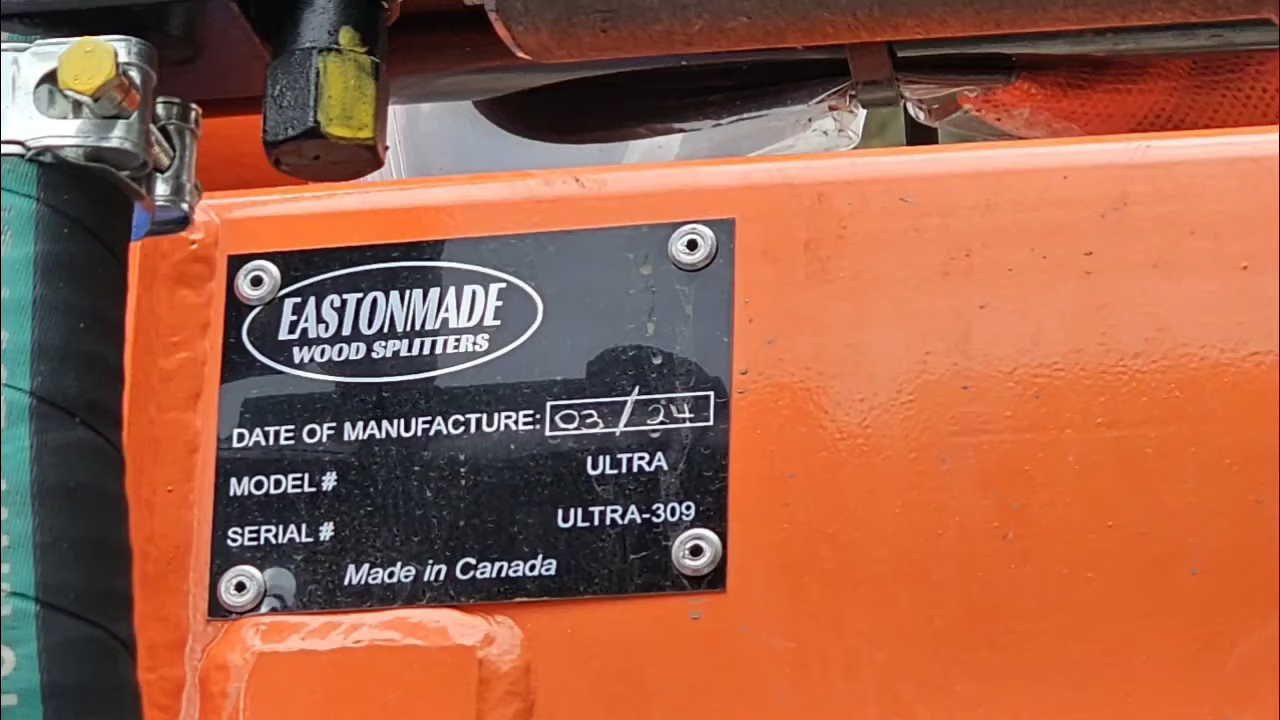 EASTONMADE
WOOD SPLITTERS
DATE OF MANUFACTURE: 03/24
MODEL # ULTRA
SERIAL # ULTRA-309
Made in Canada